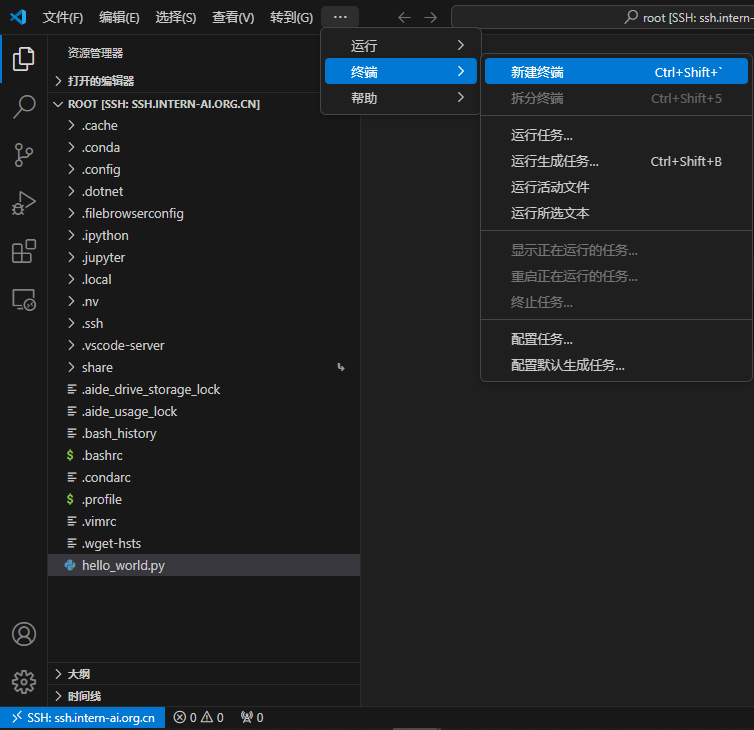 文件(F) 编辑(E) 选择(S) 查看(V) 转到(G) ··· root [SSH: ssh.intern-
资源管理器
打开的编辑器
ROOT [SSH: SSH.INTERN-AI.ORG.CN]
.cache
.conda
.config
.dotnet
.filebrowserconfig
.ipython
.jupyter
.local
.nv
.ssh
.vscode-server
share
.aide_drive_storage_lock
.aide_usage_lock
.bash_history
$ .bashrc
.condarc
$ .profile
.vimrc
.wget-hsts
hello_world.py
大纲
时间线
运行
终端
帮助
新建终端 Ctrl+Shift+`
拆分终端 Ctrl+Shift+5
运行任务...
运行生成任务... Ctrl+Shift+B
运行活动文件
运行所选文本
显示正在运行的任务...
重启正在运行的任务...
终止任务...
配置任务...
配置默认生成任务...
SSH: ssh.intern-ai.org.cn 0 0 0